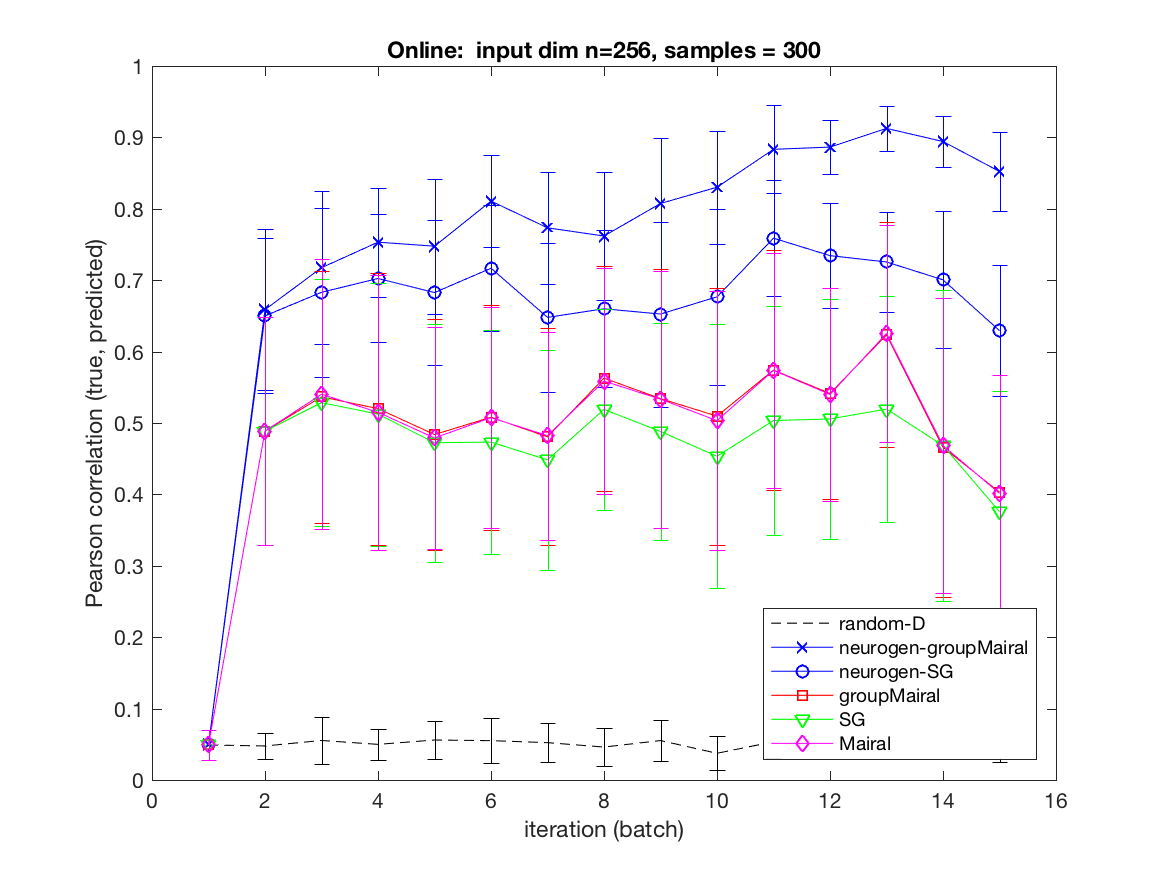 Online:  input dim n=256, samples = 300
1
0.9
0.8
0.7
0.6
0.5
0.4
0.3
0.2
0.1
0
Pearson correlation (true, predicted)
random-D
neurogen-groupMairal
neurogen-SG
groupMairal
SG
Mairal
0 2 4 6 8 10 12 14 16
iteration (batch)